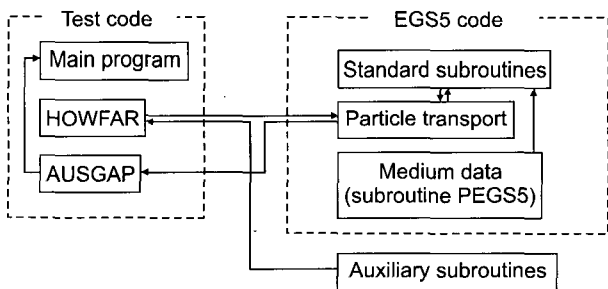 Test code
Main program
HOWFAR
AUSGAP
EGS5 code
Standard subroutines
Particle transport
Medium data
(subroutine PEGS5)
Auxiliary subroutines